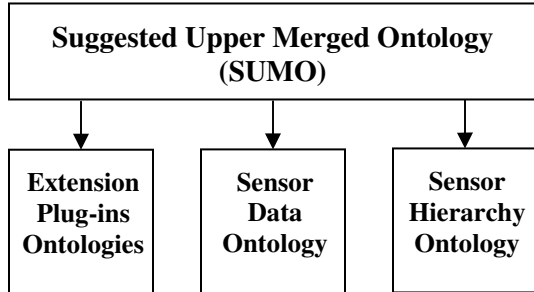 Suggested Upper Merged Ontology
(SUMO)
Extension
Plug-ins
Ontologies
Sensor
Data
Ontology
Sensor
Hierarchy
Ontology